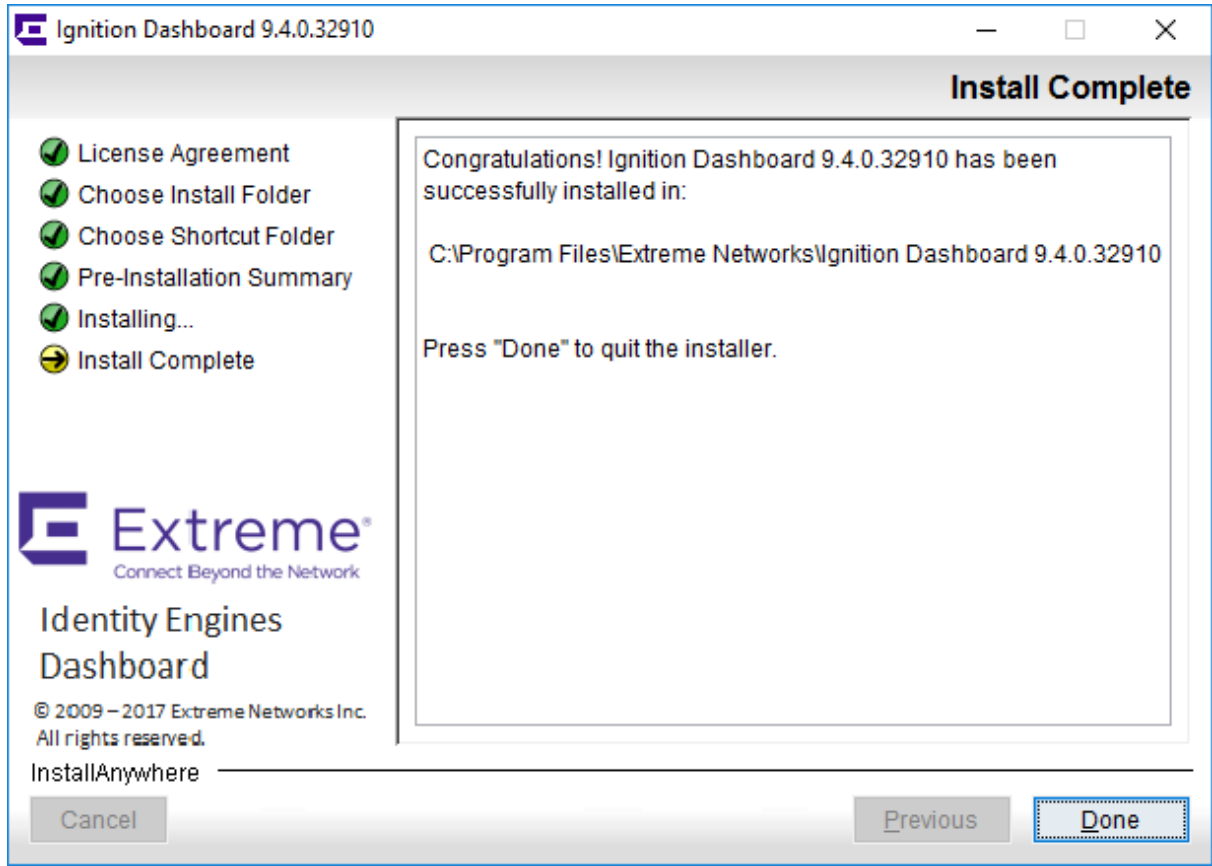 Ignition Dashboard 9.4.0.32910
Install Complete
License Agreement
Choose Install Folder
Choose Shortcut Folder
Pre-Installation Summary
Installing...
Install Complete
Congratulations! Ignition Dashboard 9.4.0.32910 has been
successfully installed in:
C:\Program Files\Extreme Networks\Ignition Dashboard 9.4.0.32910
Press "Done" to quit the installer.
Extreme®
Connect Beyond the Network
Identity Engines
Dashboard
© 2009 – 2017 Extreme Networks Inc.
All rights reserved.
InstallAnywhere
Cancel
Previous
Done